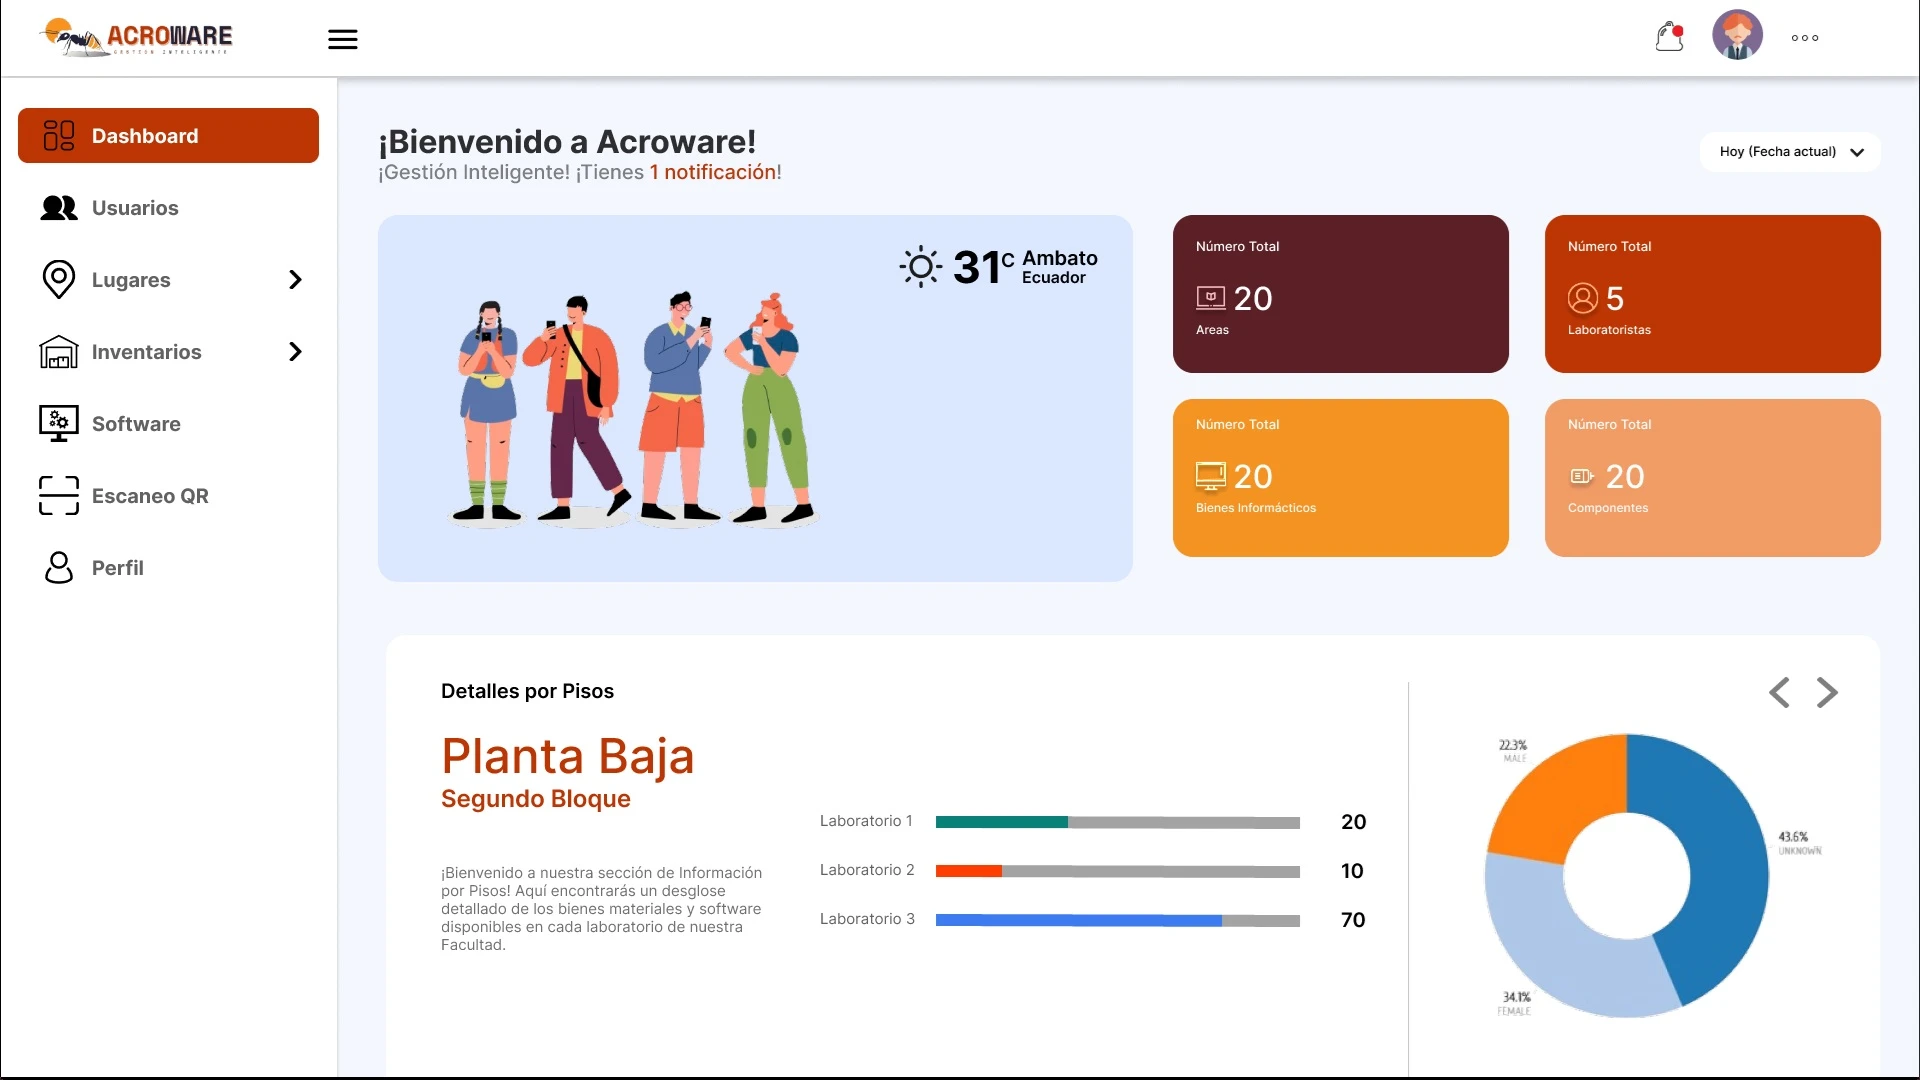 ACROWARE
GESTIÓN INTELIGENTE
Dashboard
Usuarios
Lugares
Inventarios
Software
Escaneo QR
Perfil
¡Bienvenido a Acroware!
¡Gestión Inteligente! ¡Tienes 1 notificación!
Hoy (Fecha actual)
31C Ambato
Ecuador
Número Total
20
Areas
Número Total
5
Laboratoristas
Número Total
20
Bienes Informácticos
Número Total
20
Componentes
Detalles por Pisos
Planta Baja
Segundo Bloque
¡Bienvenido a nuestra sección de Información
por Pisos! Aquí encontrarás un desglose
detallado de los bienes materiales y software
disponibles en cada laboratorio de nuestra
Facultad.
Laboratorio 1 20
Laboratorio 2 10
Laboratorio 3 70
22.3%
MALE
43.6%
UNKNOWN
34.1%
FEMALE